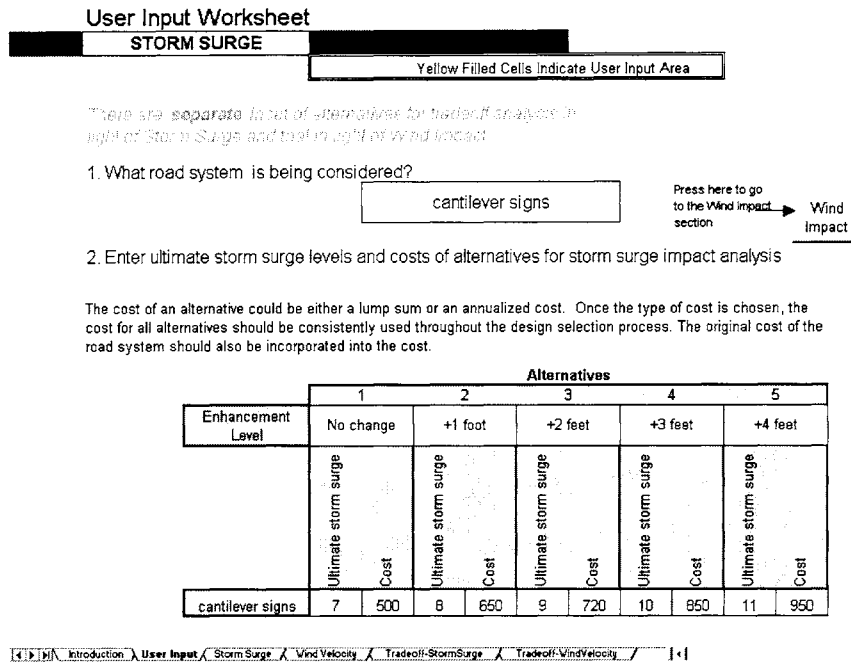 User Input Worksheet
STORM SURGE
Yellow Filled Cells Indicate User Input Area
There are separate input of alternatives for tradeoff analysis in
light of Storm Surge and that in light of Wind Impact
1. What road system is being considered?
cantilever signs
Press here to go
to the Wind impact
section
Wind
Impact
2. Enter ultimate storm surge levels and costs of alternatives for storm surge impact analysis
The cost of an alternative could be either a lump sum or an annualized cost. Once the type of cost is chosen, the
cost for all alternatives should be consistently used throughout the design selection process. The original cost of the
road system should also be incorporated into the cost.
Alternatives
1 2 3 4 5
Enhancement
Level
No change +1 foot +2 feet +3 feet +4 feet
Ultimate storm surge Cost Ultimate storm surge Cost Ultimate storm surge Cost Ultimate storm surge Cost Ultimate storm surge Cost
cantilever signs 7 500 8 650 9 720 10 850 11 950
Introduction User Input Storm Surge Wind Velocity Tradeoff-StormSurge Tradeoff-WindVelocity